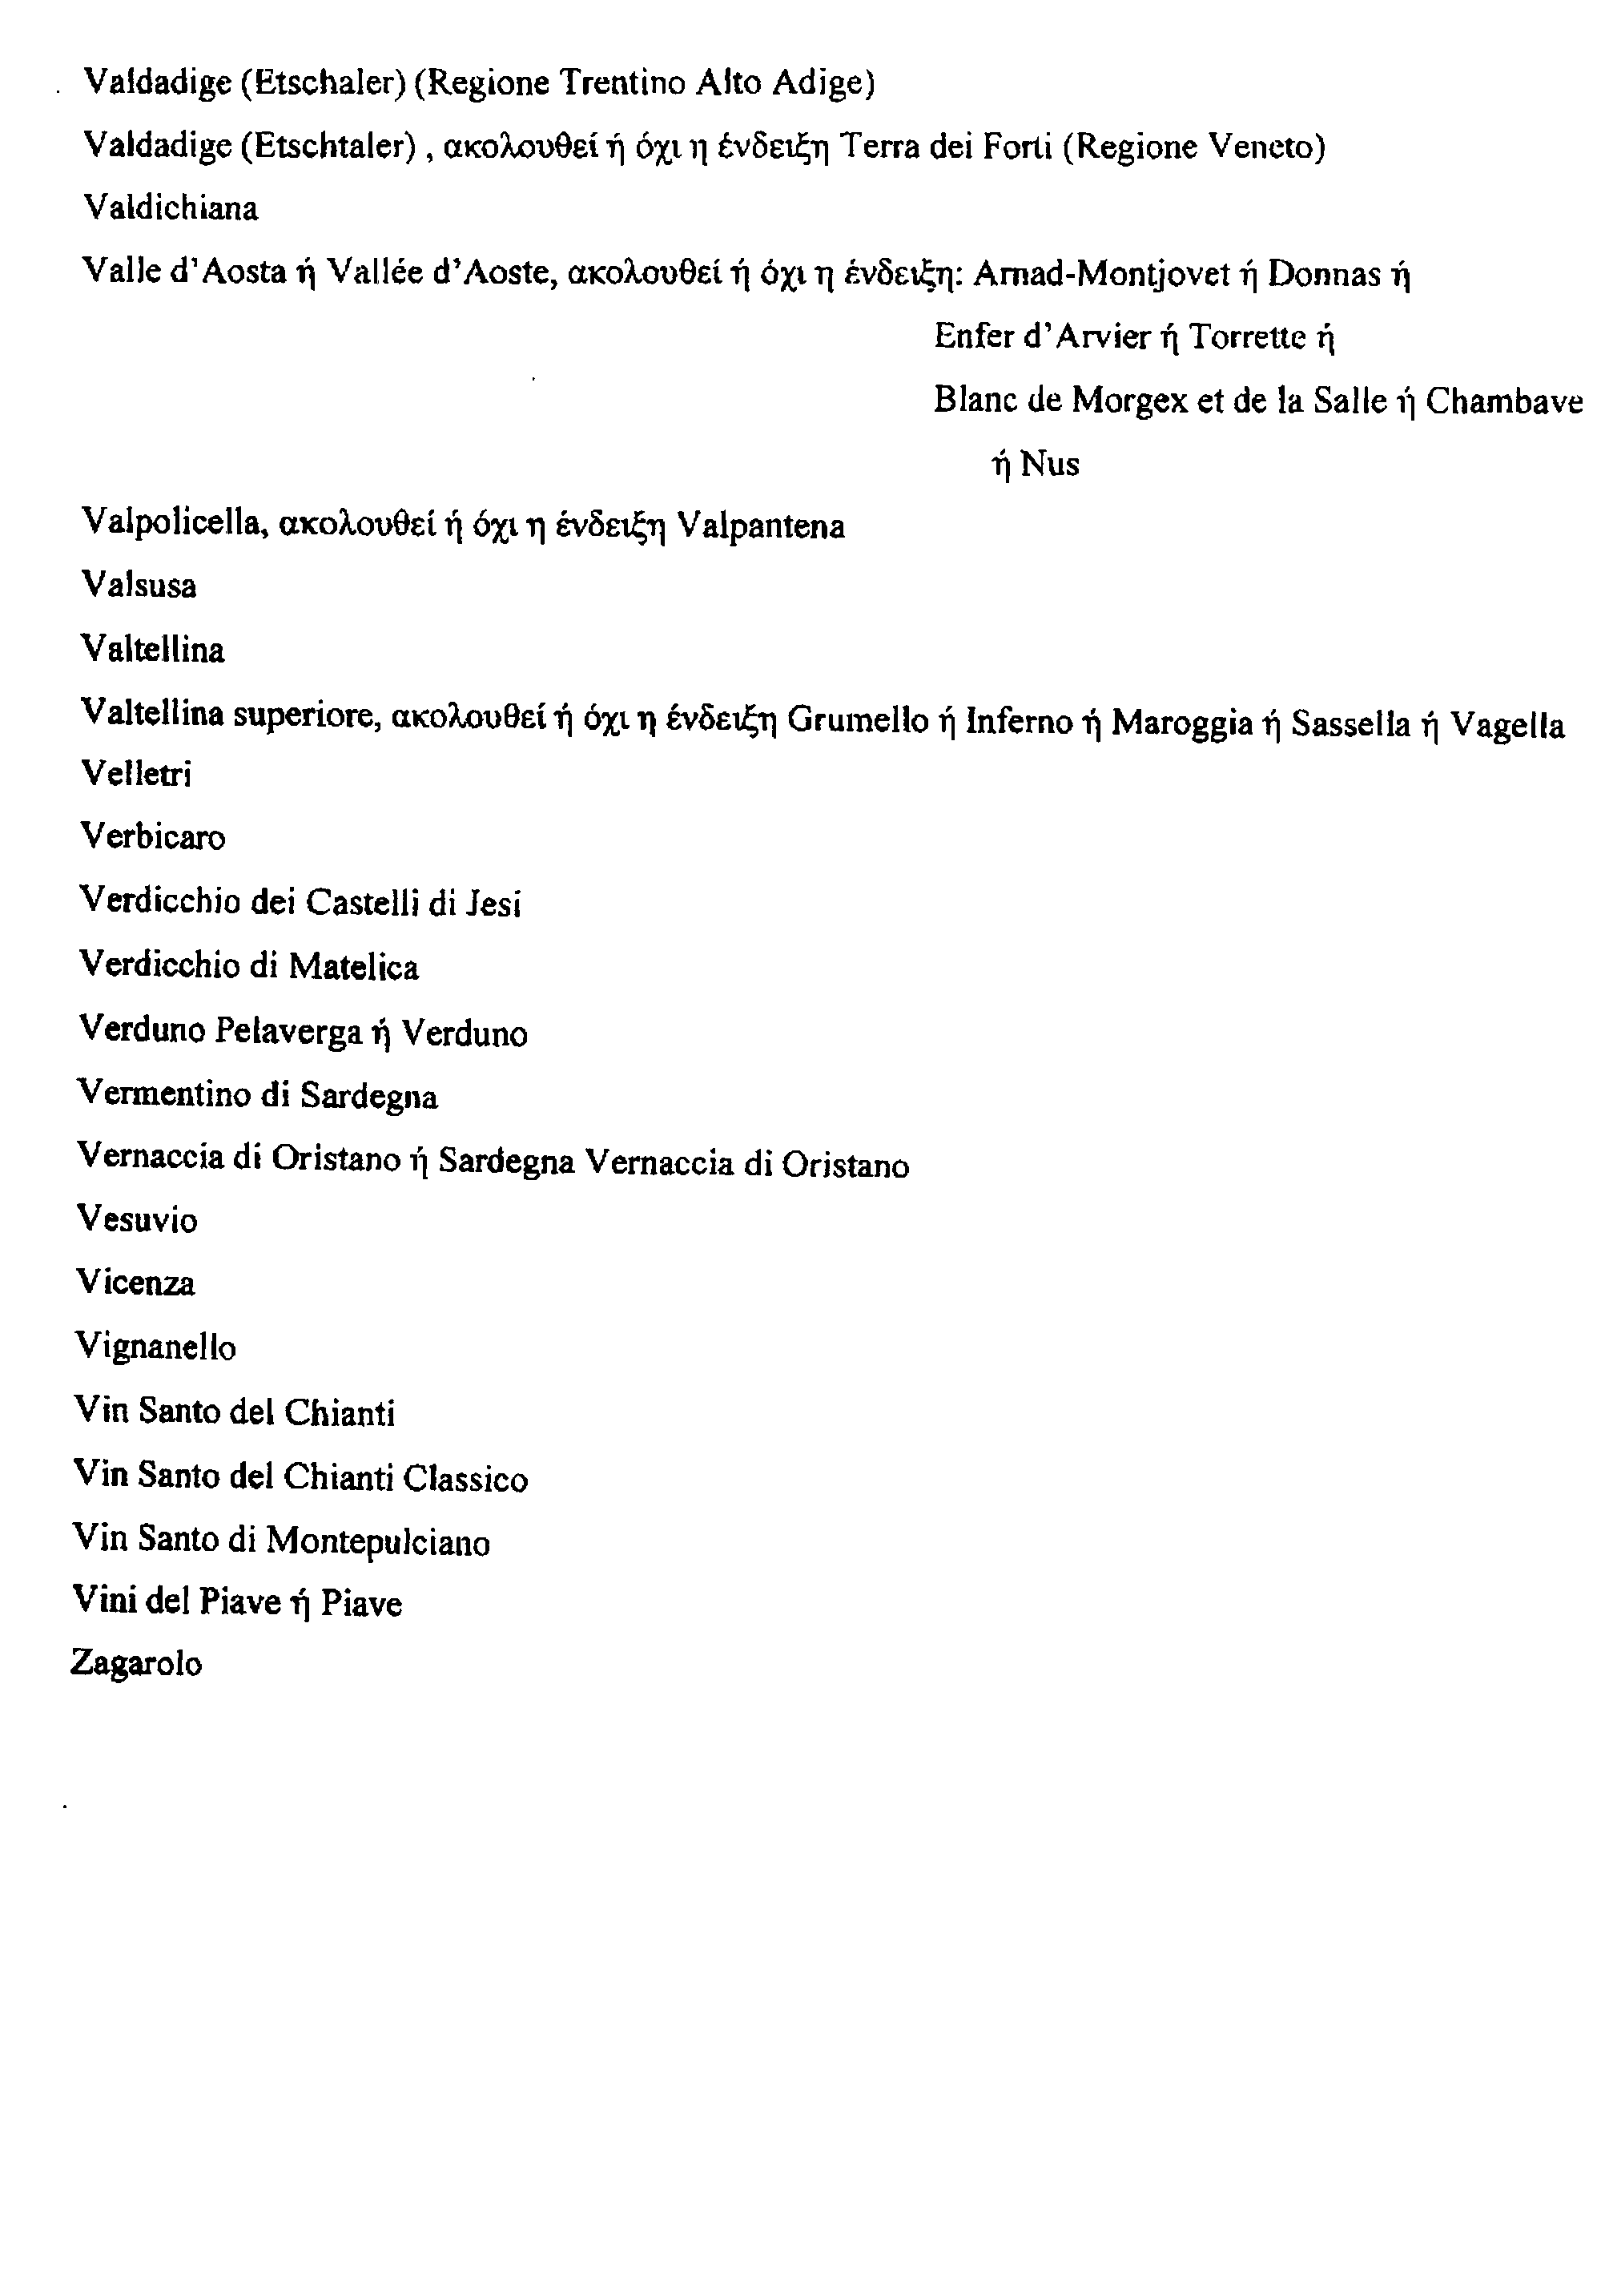 Valdadige (Etschaler) (Regione Trentino Alto Adige)
Valdadige (Etschtaler) , ακολουθεί ή όχι η ένδειξη Terra dei Forti (Regione Veneto)
Valdichiana
Valle d'Aosta ή Vallée d'Aoste, ακολουθεί ή όχι η ένδειξη: Arnad-Montjovet ή Donnas ή
Enfer d'Arvier ή Torrette ή
Blanc de Morgex et de la Salle ή Chambave
ή Nus
Valpolicella, ακολουθεί ή όχι η ένδειξη Valpantena
Valsusa
Valtellina
Valtellina superiore, ακολουθεί ή όχι η ένδειξη Grumello ή Inferno ή Maroggia ή Sassella ή Vagella
Velletri
Verbicaro
Verdicchio dei Castelli di Jesi
Verdicchio di Matelica
Verduno Pelaverga ή Verduno
Vermentino di Sardegna
Vernaccia di Oristano ή Sardegna Vernaccia di Oristano
Vesuvio
Vicenza
Vignanello
Vin Santo del Chianti
Vin Santo del Chianti Classico
Vin Santo di Montepulciano
Vini del Piave ή Piave
Zagarolo